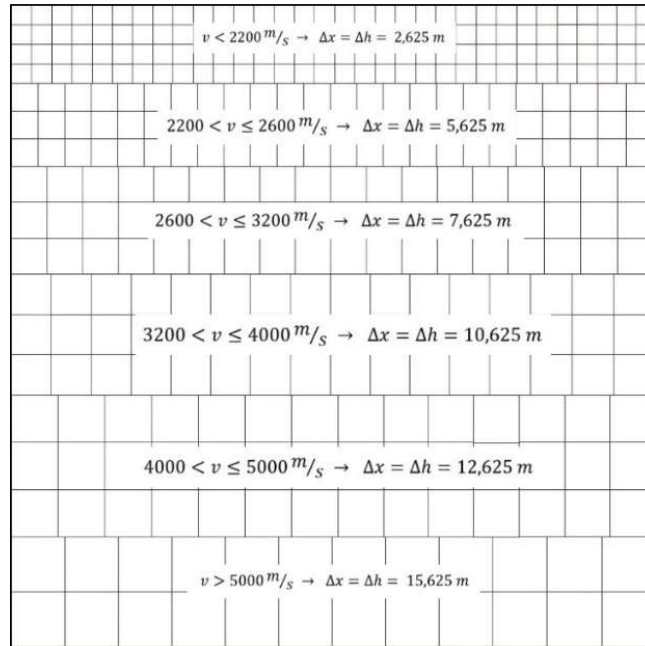 v < 2200 m/s → Δx = Δh = 2,625 m
2200 < v ≤ 2600 m/s → Δx = Δh = 5,625 m
2600 < v ≤ 3200 m/s → Δx = Δh = 7,625 m
3200 < v ≤ 4000 m/s → Δx = Δh = 10,625 m
4000 < v ≤ 5000 m/s → Δx = Δh = 12,625 m
v > 5000 m/s → Δx = Δh = 15,625 m